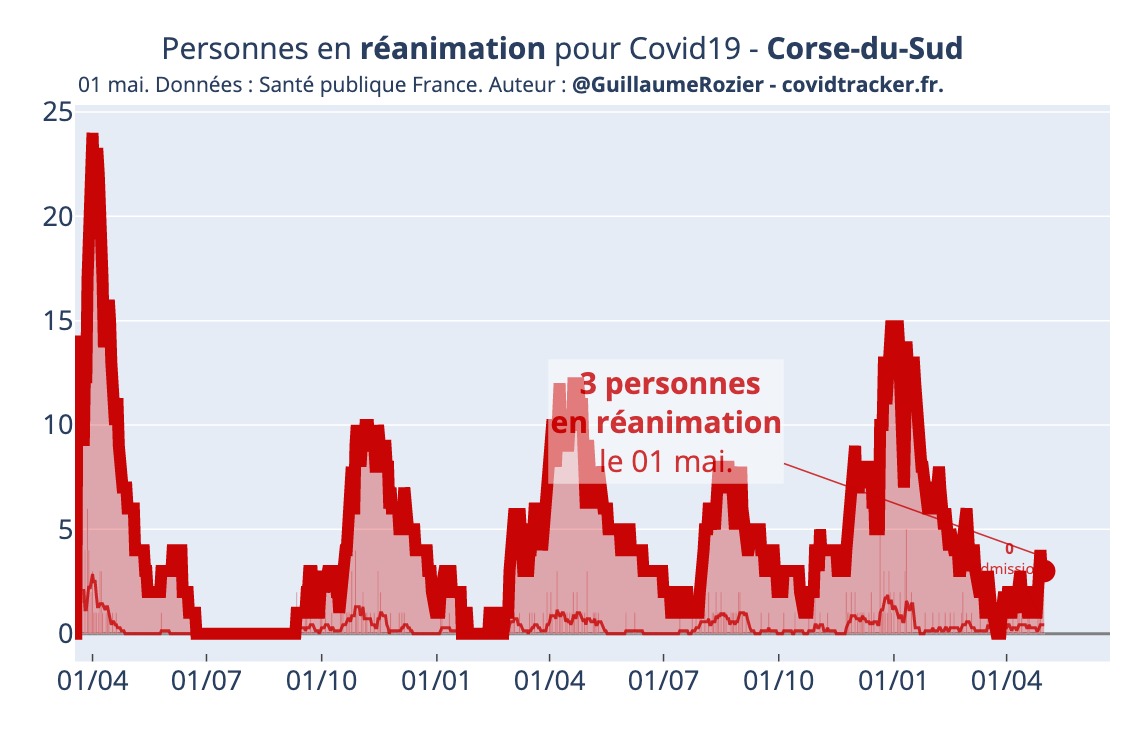 Personnes en réanimation pour Covid19 - Corse-du-Sud
01 mai. Données : Santé publique France. Auteur : @GuillaumeRozier - covidtracker.fr.
25
20
15
10
5
0
3 personnes
en réanimation
le 01 mai.
0
dmissio
01/04 01/07 01/10 01/01 01/04 01/07 01/10 01/01 01/04